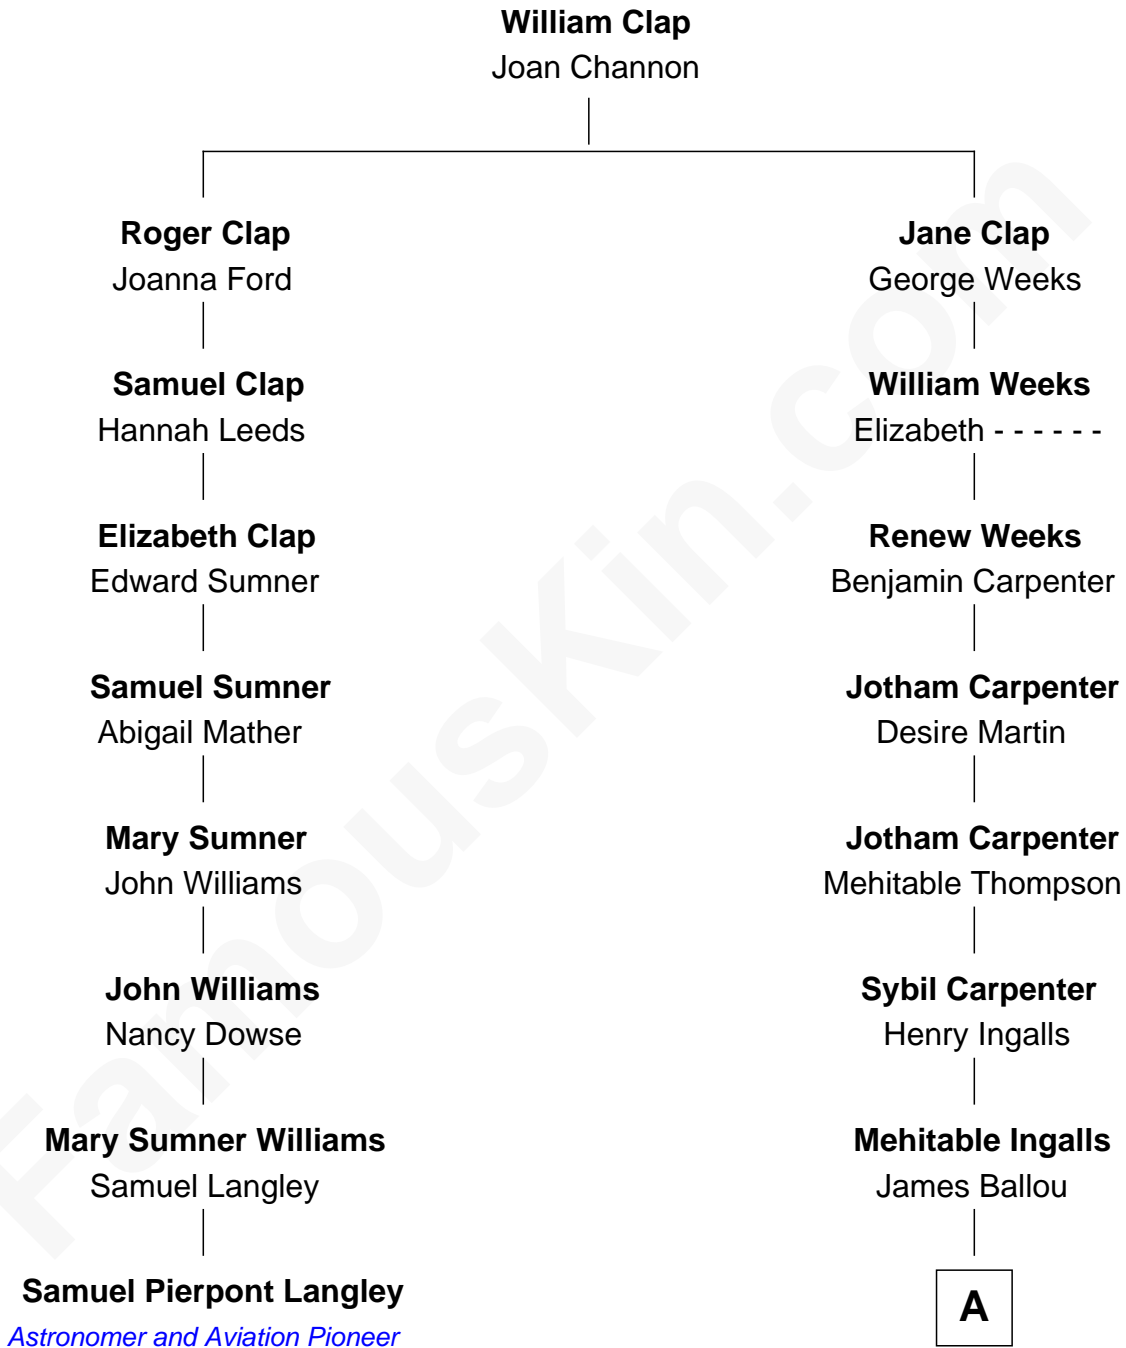 William Clap
Joan Channon
Roger Clap
Joanna Ford
Jane Clap
George Weeks
Samuel Clap
Hannah Leeds
William Weeks
Elizabeth - - - - - -
Elizabeth Clap
Edward Sumner
Renew Weeks
Benjamin Carpenter
Samuel Sumner
Abigail Mather
Jotham Carpenter
Desire Martin
Mary Sumner
John Williams
Jotham Carpenter
Mehitable Thompson
John Williams
Nancy Dowse
Sybil Carpenter
Henry Ingalls
Mary Sumner Williams
Samuel Langley
Mehitable Ingalls
James Ballou
Samuel Pierpont Langley
Astronomer and Aviation Pioneer
A
FamousKin.com